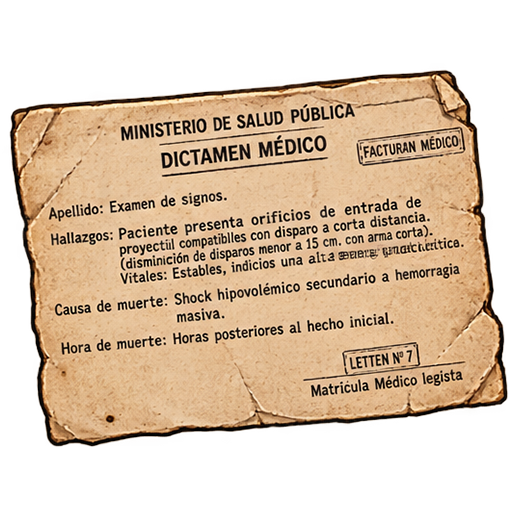 MINISTERIO DE SALUD PÚBLICA
DICTAMEN MÉDICO
FACTURAN MÉDICO
Apellido: Examen de signos.
Hallazgos: Paciente presenta orificios de entrada de
proyectiil compatiblles con disparo a corta distancia.
(disminición de disparos menor a 15 cm. con arma corta).
Vitales: Estables, indicios una alta
Causa de muerte: Shock hipovolémico secundario a hemorragia
masiva.
Hora de muerte: Horas posteriores al hecho inicial.
LETTEN Nº 7
Matricula Médico legista